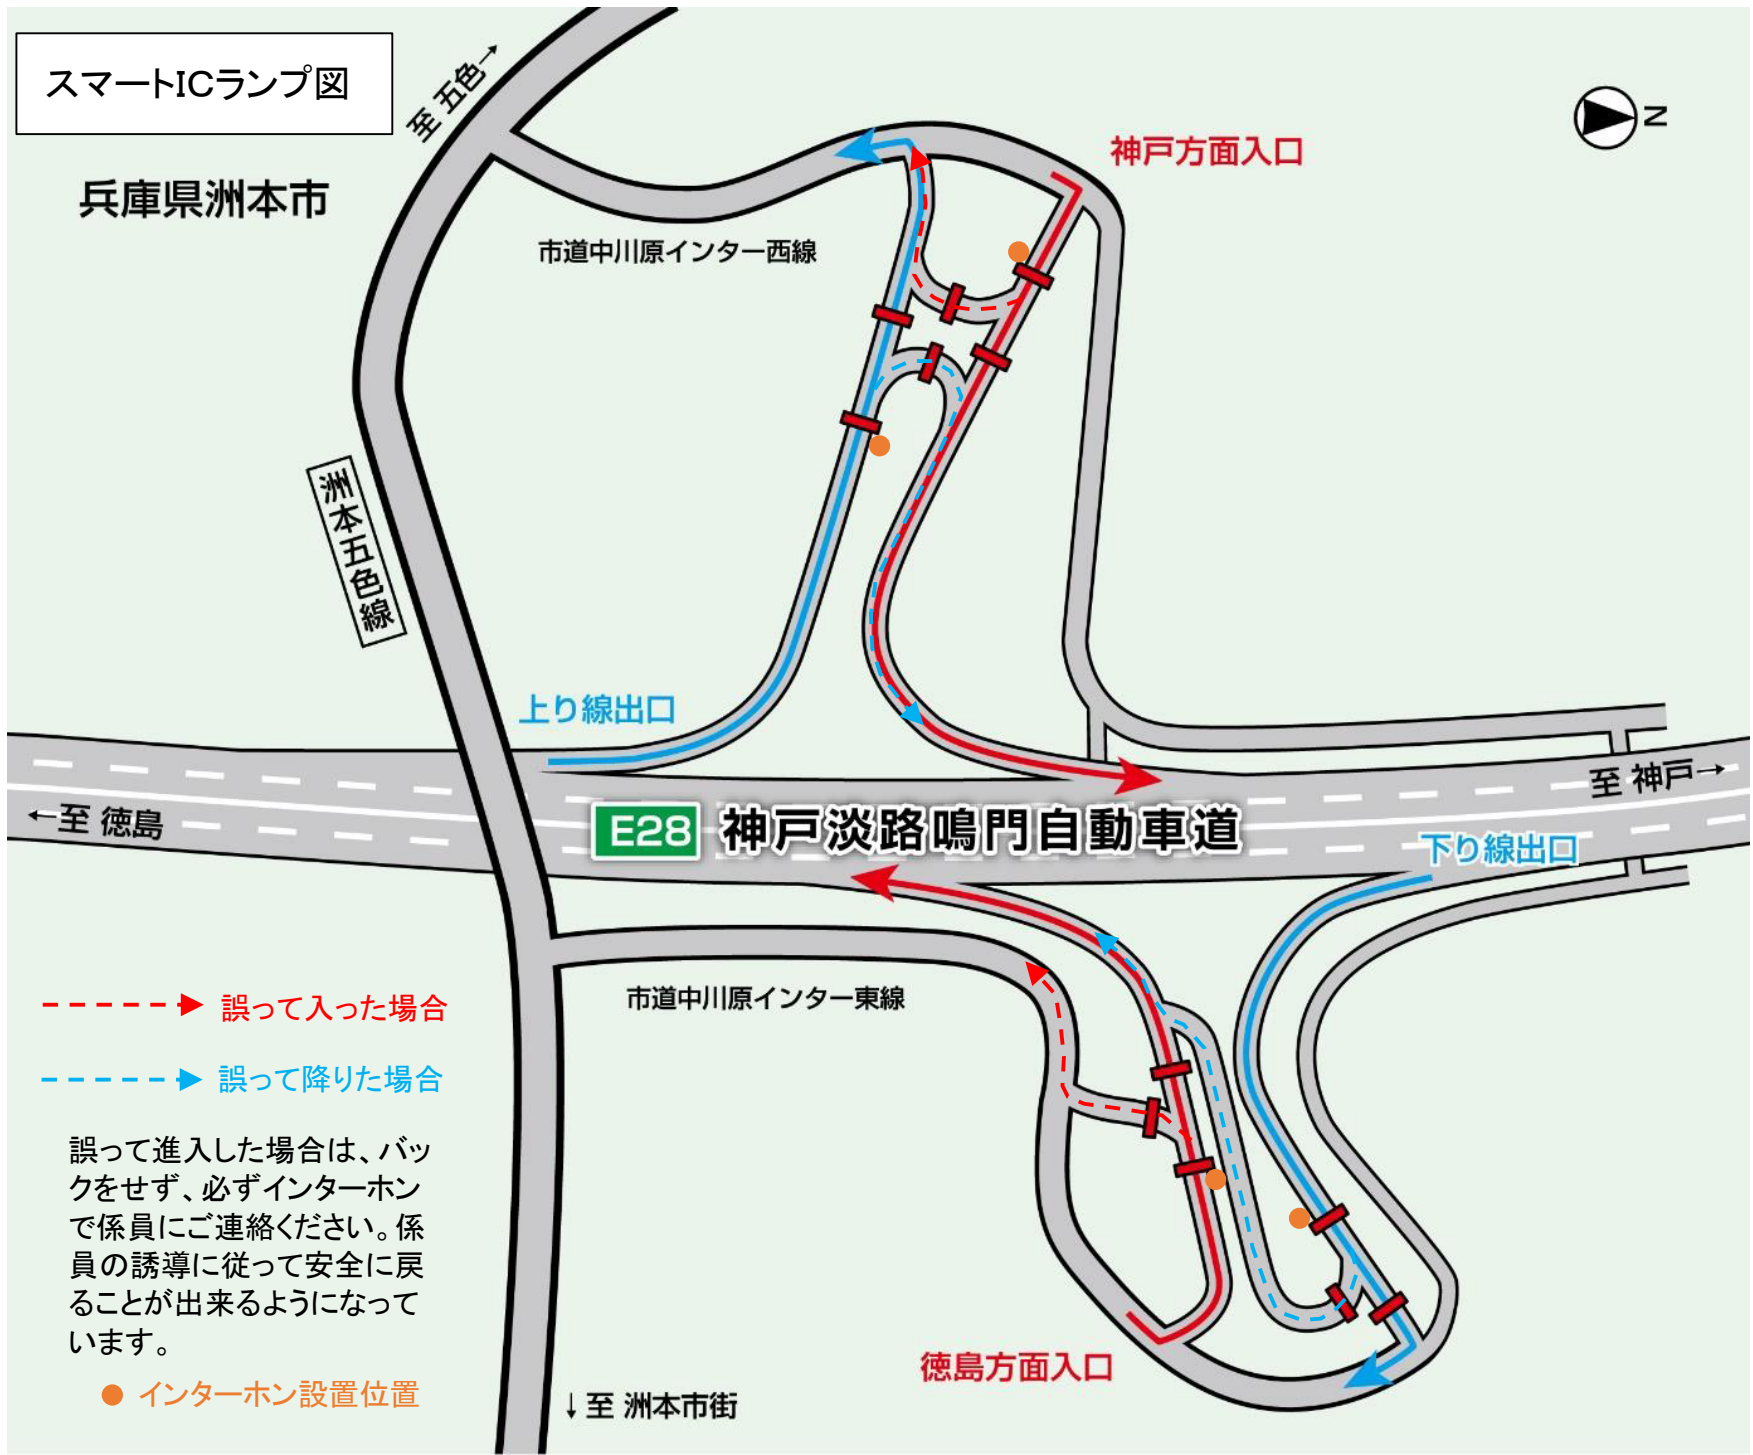 スマートICランプ図
至 五色→
N
神戸方面入口
兵庫県洲本市
市道中川原インター西線
洲本五色線
上り線出口
至 神戸→
←至 徳島
E28 神戸淡路鳴門自動車道
下り線出口
市道中川原インター東線
誤って入った場合
誤って降りた場合
誤って進入した場合は、バッ
クをせず、必ずインターホン
で係員にご連絡ください。係
員の誘導に従って安全に戻
ることが出来るようになって
います。
徳島方面入口
インターホン設置位置
↓至 洲本市街